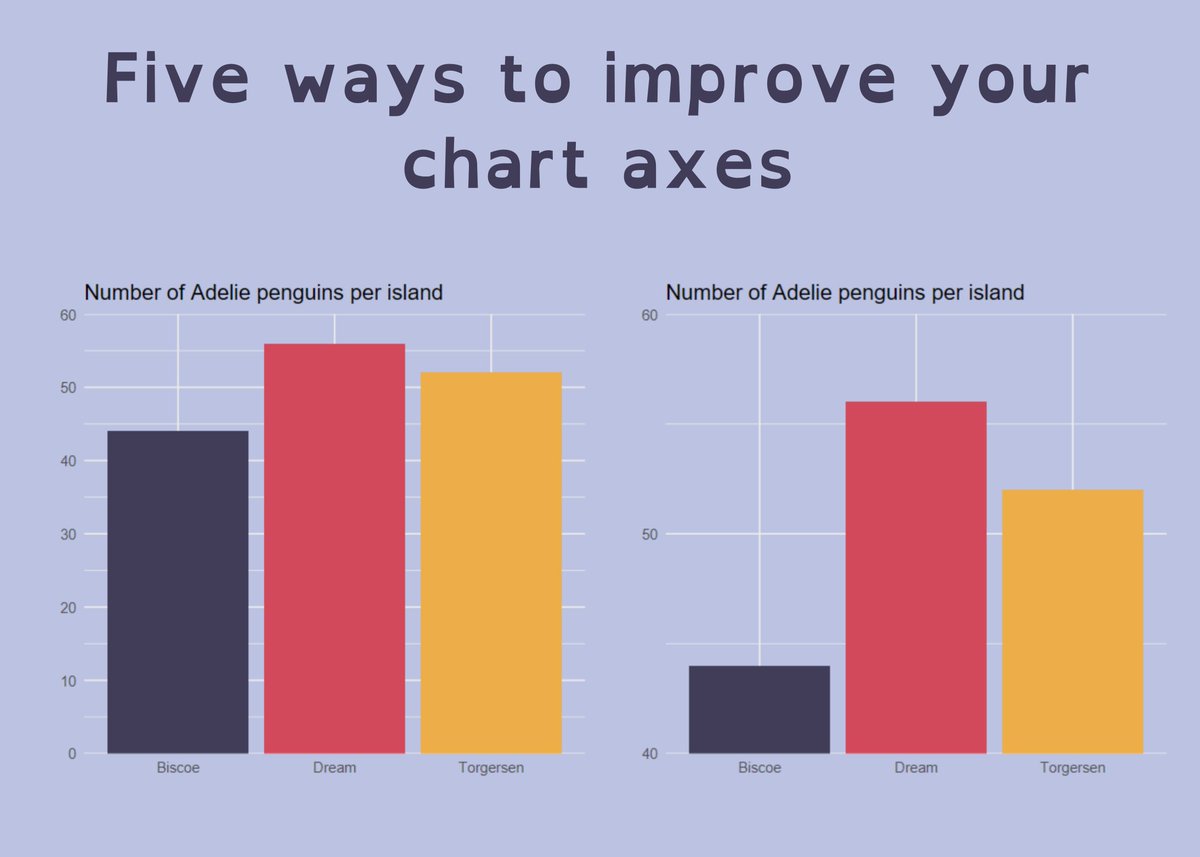 Five ways to improve your
chart axes
Number of Adelie penguins per island
60
50
40
30
20
10
0
Biscoe Dream Torgersen
Number of Adelie penguins per island
60
50
40
Biscoe Dream Torgersen